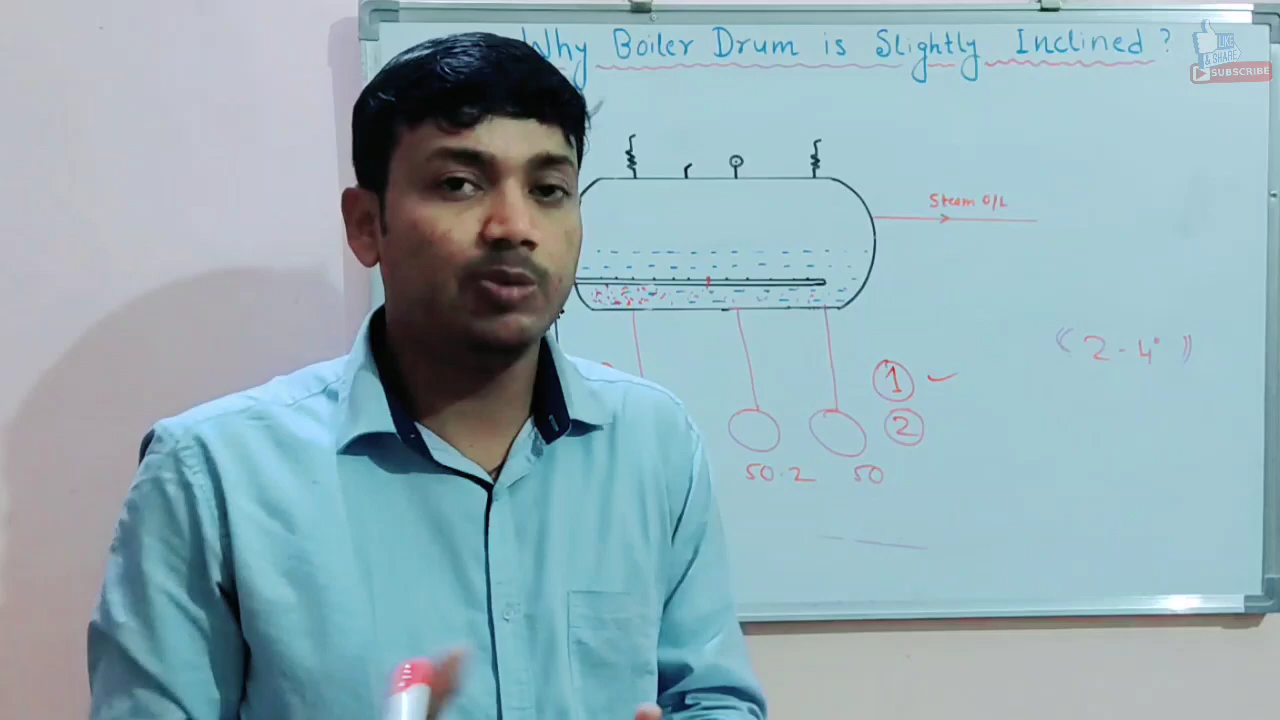 Why Boiler Drum is Slightly Inclined ?
LIKE
& SHARE
SUBSCRIBE
Steam O/L
(2-4°)
1
2
50.2 50